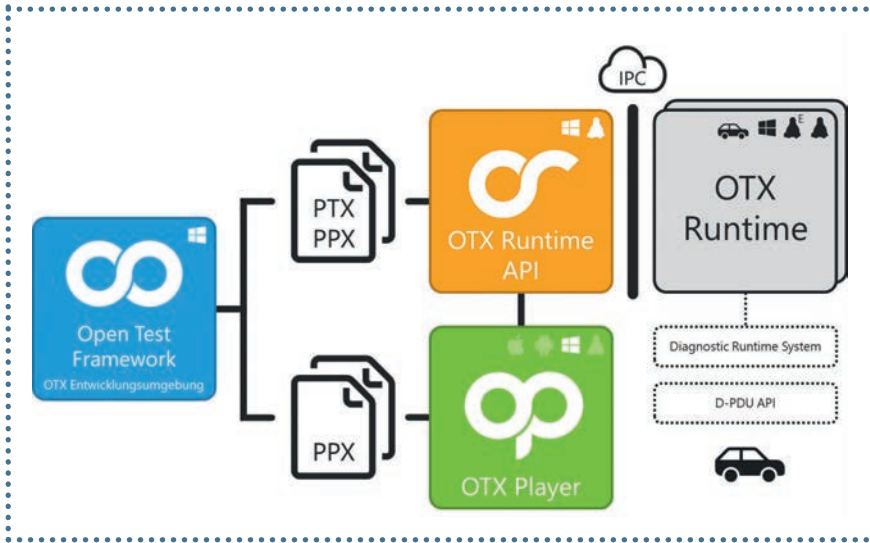 IPC
PTX
PPX
OTX Runtime
API
E
OTX
Runtime
Open Test
Framework
OTX Entwicklungsumgebung
Diagnostic Runtime System
D-PDU API
PPX
OTX Player